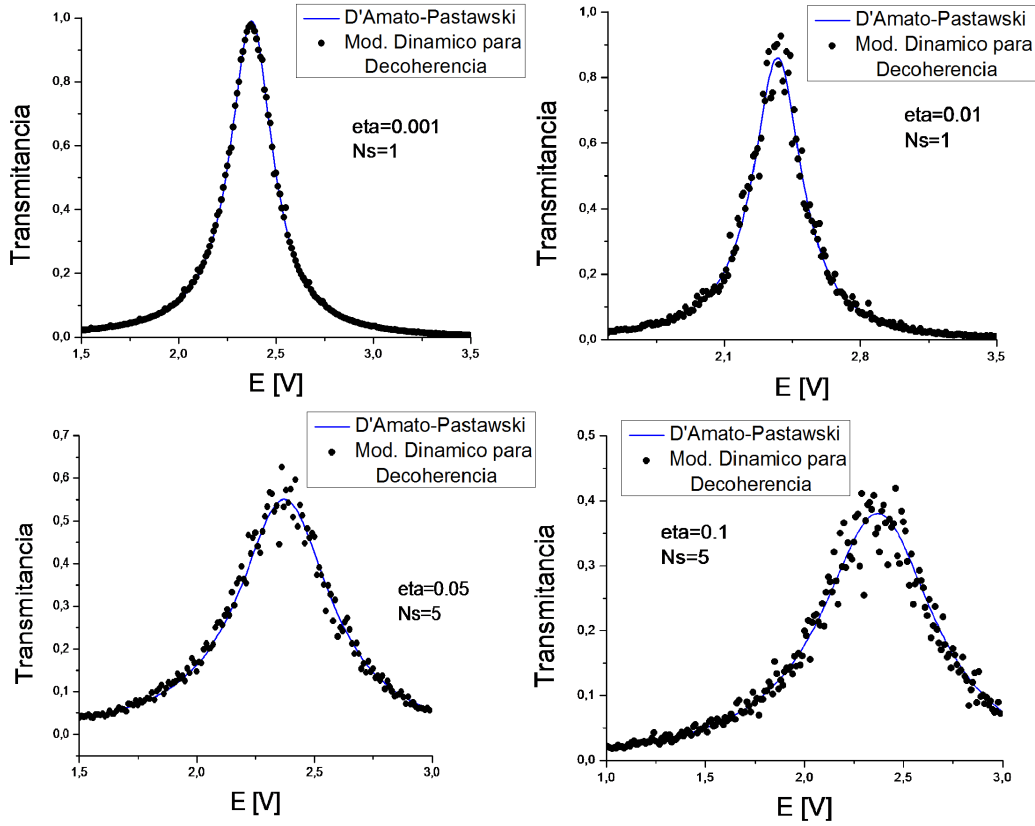 D'Amato-Pastawski
Mod. Dinamico para
Decoherencia
eta=0.001
Ns=1
Transmitancia
1,0
0,8
0,6
0,4
0,2
0,0
1,5 2,0 2,5 3,0 3,5
E [V]
D'Amato-Pastawski
Mod. Dinamico para
Decoherencia
eta=0.01
Ns=1
Transmitancia
1,0
0,8
0,6
0,4
0,2
0,0
2,1 2,8 3,5
E [V]
D'Amato-Pastawski
Mod. Dinamico para
Decoherencia
eta=0.05
Ns=5
Transmitancia
0,7
0,6
0,5
0,4
0,3
0,2
0,1
0,0
1,5 2,0 2,5 3,0
E [V]
D'Amato-Pastawski
Mod. Dinamico para
Decoherencia
eta=0.1
Ns=5
Transmitancia
0,5
0,4
0,3
0,2
0,1
0,0
1,0 1,5 2,0 2,5 3,0
E [V]